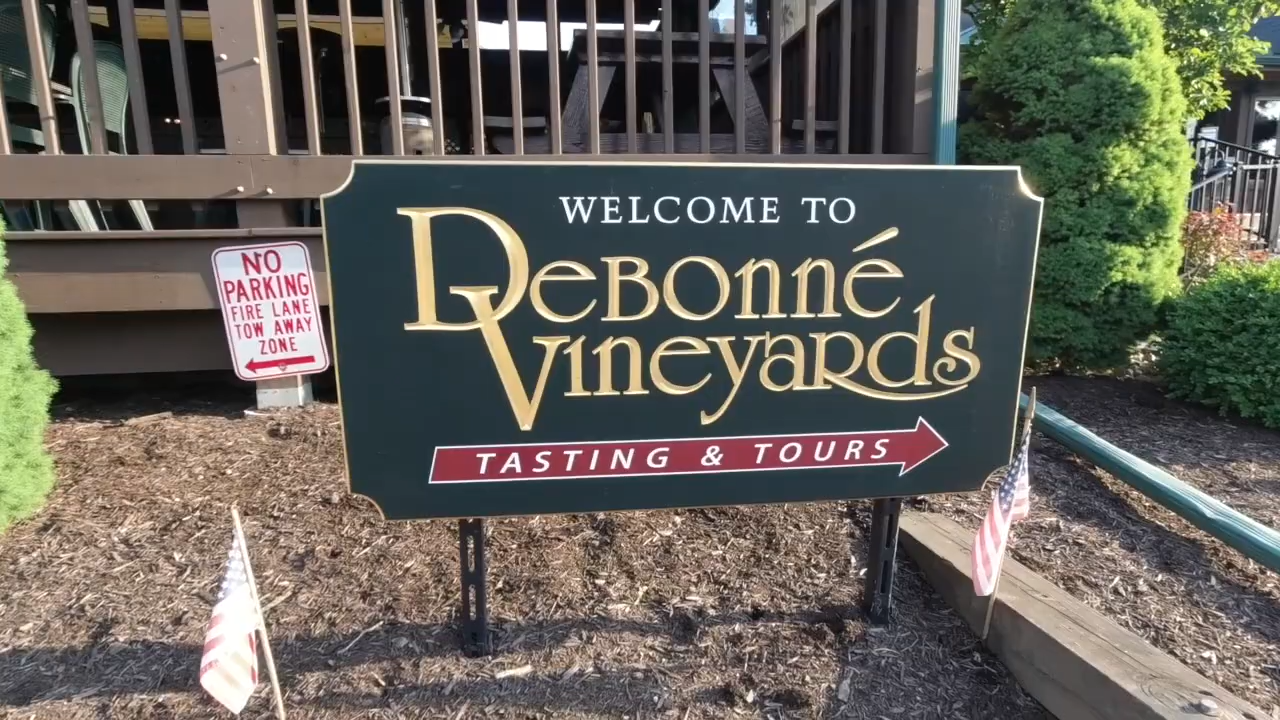 WELCOME TO
DeBonné
Vineyards
TASTING & TOURS
NO
PARKING
FIRE LANE
TOW AWAY
ZONE